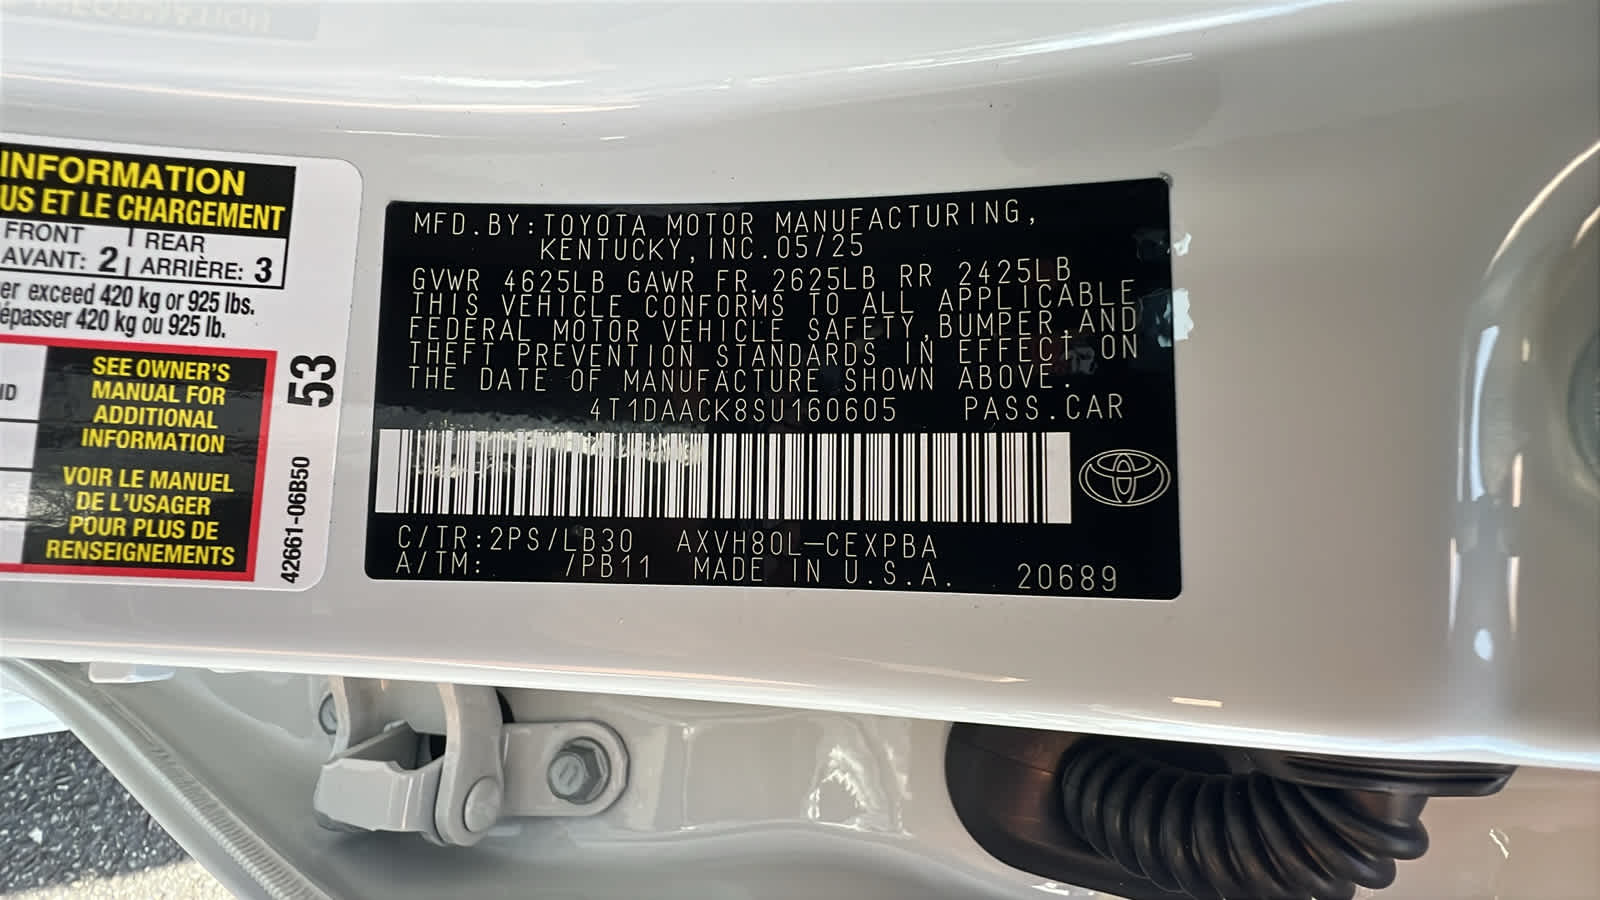 INFORMATION
US ET LE CHARGEMENT
FRONT
AVANT: 2
REAR
ARRIÈRE: 3
er exceed 420 kg or 925 lbs.
épasser 420 kg ou 925 lb.
SEE OWNER'S
MANUAL FOR
ADDITIONAL
INFORMATION
VOIR LE MANUEL
DE L'USAGER
POUR PLUS DE
RENSEIGNEMENTS
53
42661-06B50
MFD.BY:TOYOTA MOTOR MANUFACTURING,
KENTUCKY,INC.05/25
GVWR 4625LB GAWR FR.2625LB RR 2425LB
THIS VEHICLE CONFORMS TO ALL APPLICABLE
FEDERAL MOTOR VEHICLE SAFETY,BUMPER,AND
THEFT PREVENTION STANDARDS IN EFFECT ON
THE DATE OF MANUFACTURE SHOWN ABOVE.
4T1DAACK8SU160605 PASS.CAR
C/TR:2PS/LB30 AXVH80L-CEXPBA
A/TM: /PB11 MADE IN U.S.A. 20689